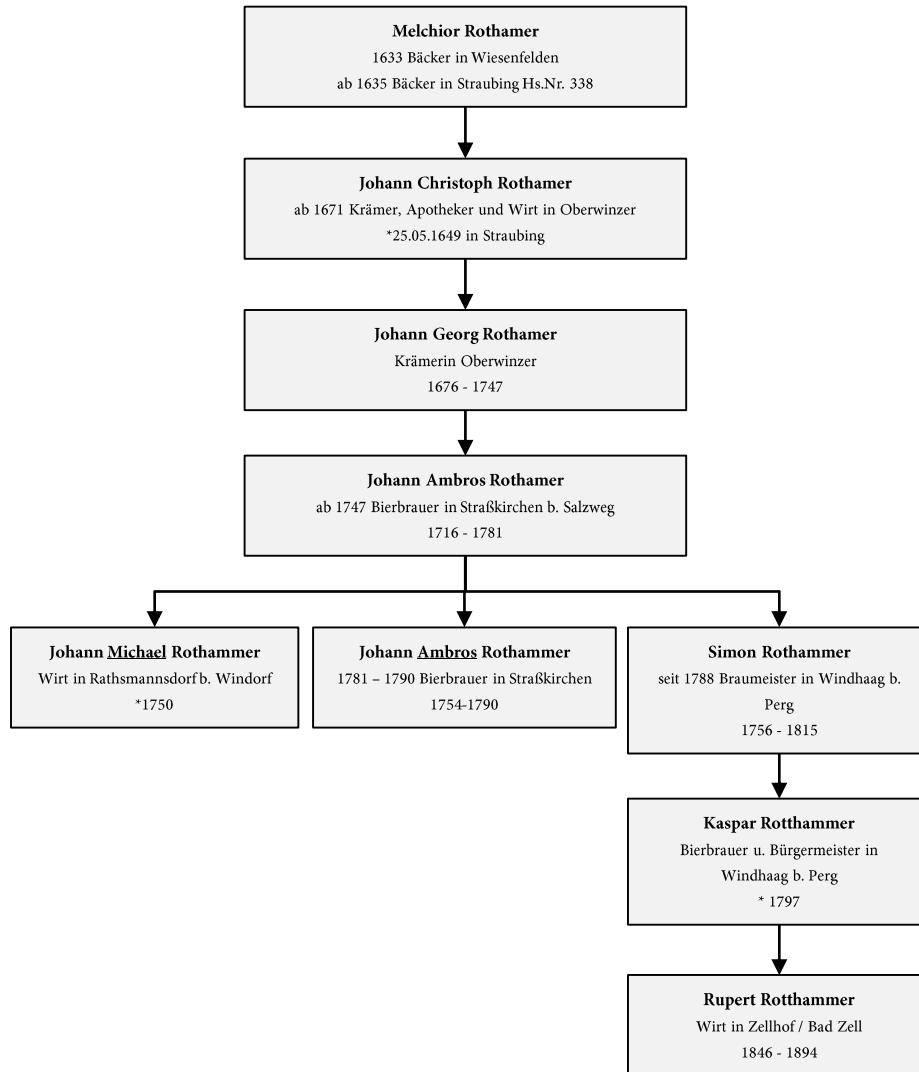 Melchior Rothamer
1633 Bäcker in Wiesenfelden
ab 1635 Bäcker in Straubing Hs.Nr. 338
Johann Christoph Rothamer
ab 1671 Krämer, Apotheker und Wirt in Oberwinzer
*25.05.1649 in Straubing
Johann Georg Rothamer
Krämerin Oberwinzer
1676 - 1747
Johann Ambros Rothamer
ab 1747 Bierbrauer in Straßkirchen b. Salzweg
1716 - 1781
Johann Michael Rothammer
Wirt in Rathsmannsdorf b. Windorf
*1750
Johann Ambros Rothammer
1781 – 1790 Bierbrauer in Straßkirchen
1754-1790
Simon Rothammer
seit 1788 Braumeister in Windhaag b.
Perg
1756 - 1815
Kaspar Rotthammer
Bierbrauer u. Bürgermeister in
Windhaag b. Perg
* 1797
Rupert Rotthammer
Wirt in Zellhof / Bad Zell
1846 - 1894